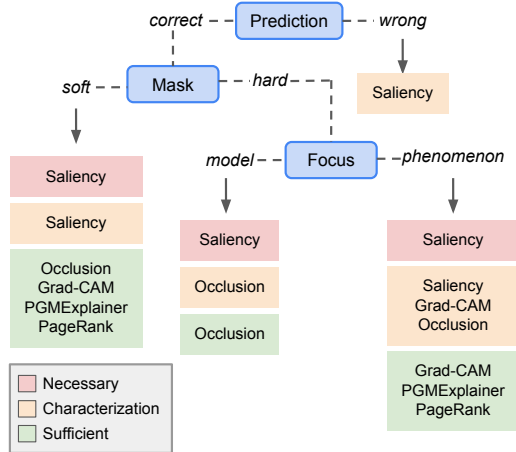 correct
Prediction
wrong
soft
Mask
hard
Saliency
model
Focus
phenomenon
Saliency
Saliency
Occlusion
Grad-CAM
PGMExplainer
PageRank
Saliency
Occlusion
Occlusion
Saliency
Saliency
Grad-CAM
Occlusion
Grad-CAM
PGMExplainer
PageRank
Necessary
Characterization
Sufficient